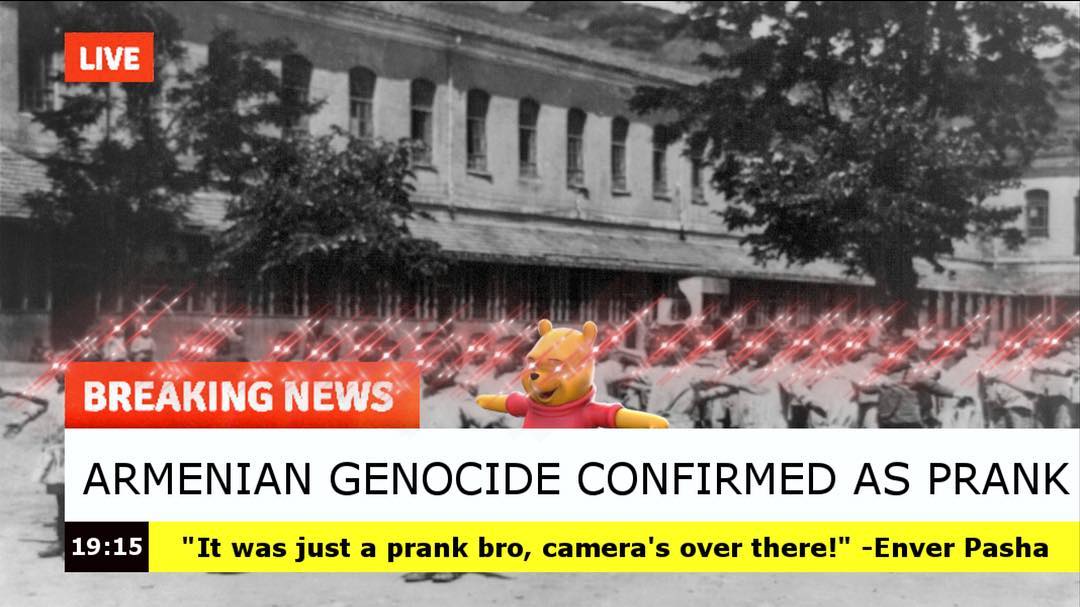 LIVE
BREAKING NEWS
ARMENIAN GENOCIDE CONFIRMED AS PRANK
19:15
"It was just a prank bro, camera's over there!" -Enver Pasha